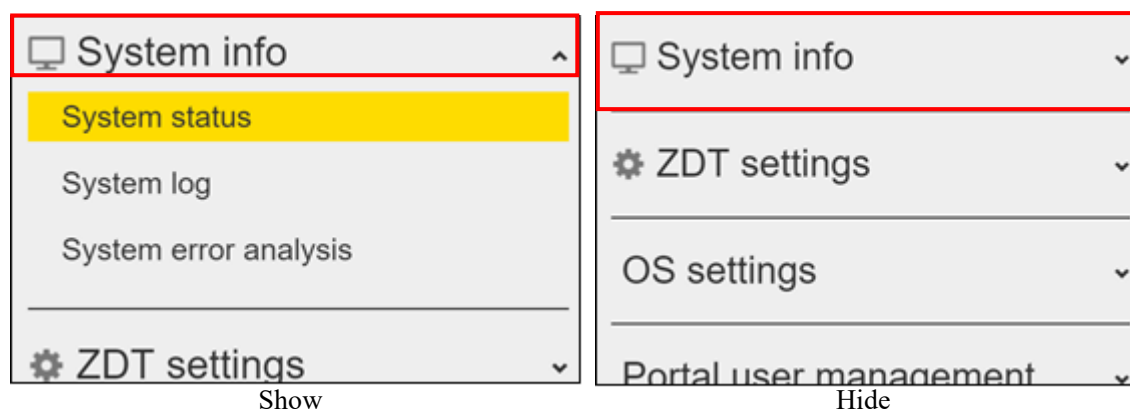 System info
System status
System log
System error analysis
ZDT settings
Show
System info
ZDT settings
OS settings
Portal user management
Hide